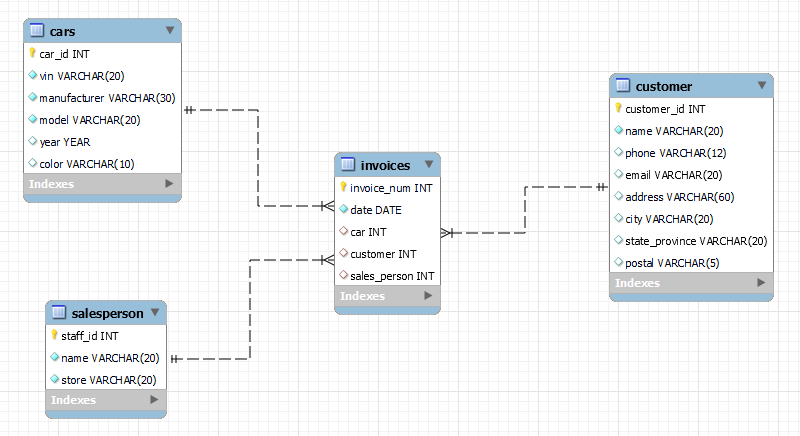 cars
car_id INT
vin VARCHAR(20)
manufacturer VARCHAR(30)
model VARCHAR(20)
year YEAR
color VARCHAR(10)
Indexes
customer
customer_id INT
name VARCHAR(20)
phone VARCHAR(12)
email VARCHAR(20)
address VARCHAR(60)
city VARCHAR(20)
state_province VARCHAR(20)
postal VARCHAR(5)
Indexes
invoices
invoice_num INT
date DATE
car INT
customer INT
sales_person INT
Indexes
salesperson
staff_id INT
name VARCHAR(20)
store VARCHAR(20)
Indexes